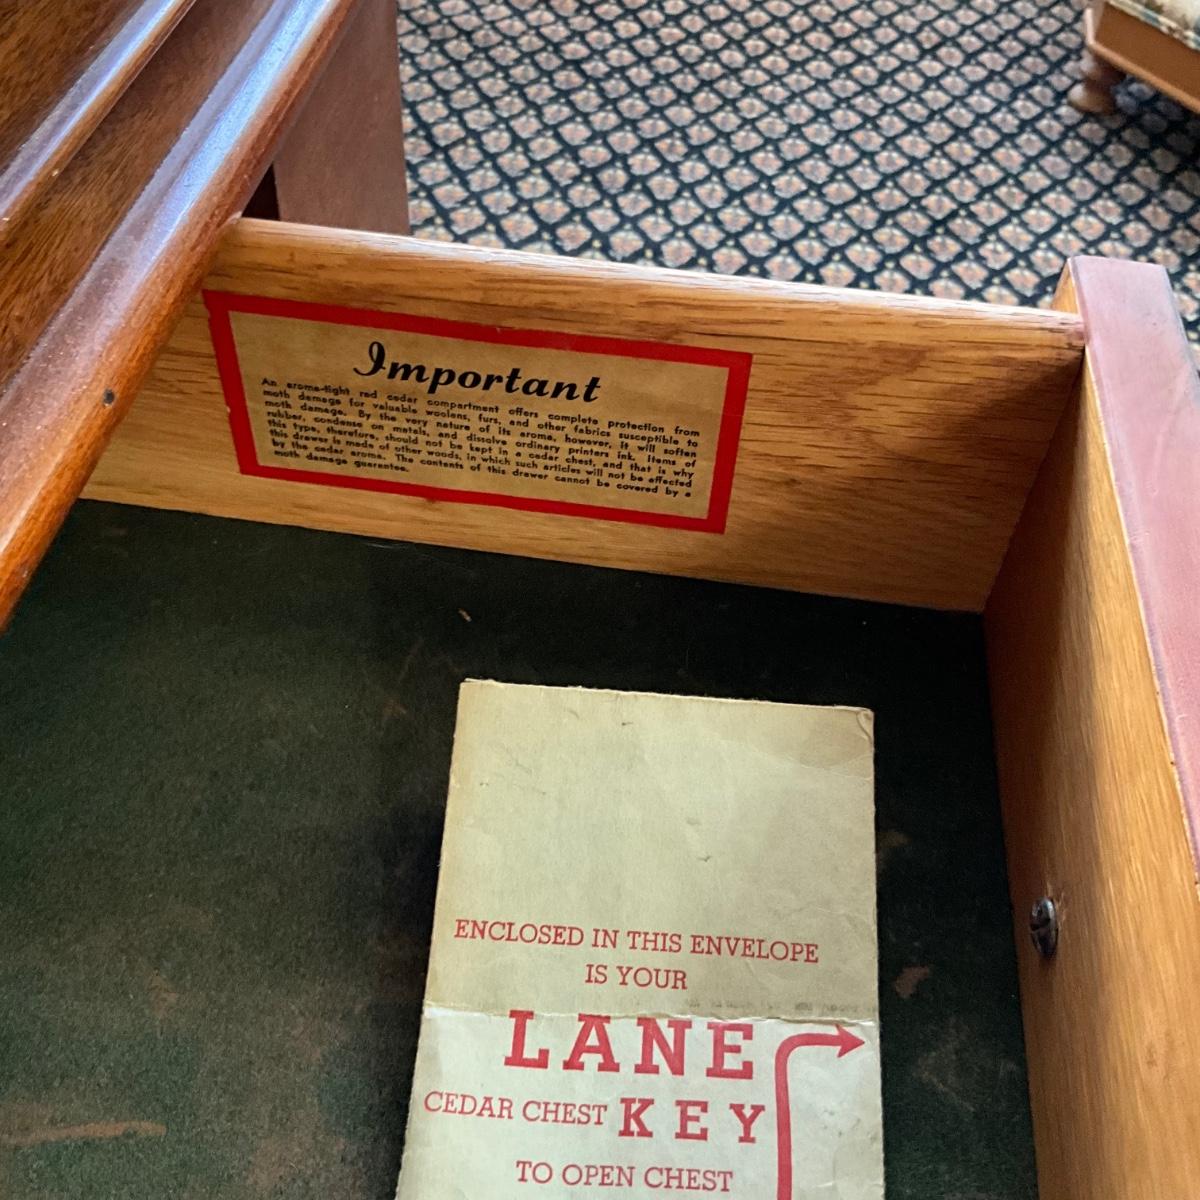 Important
An aroma-tight red cedar compartment offers complete protection from
moth damage for valuable woolens, furs, and other fabrics susceptible to
moth damage. By the very nature of its aroma, however, it will soften
rubber, condense on metals, and dissolve ordinary printers ink. Items of
this type, therefore, should not be kept in a cedar chest, and that is why
this drawer is made of other woods, in which such articles will not be affected
by the cedar aroma. The contents of this drawer cannot be covered by a
moth damage guarantee.
ENCLOSED IN THIS ENVELOPE
IS YOUR
LANE
CEDAR CHEST KEY
TO OPEN CHEST